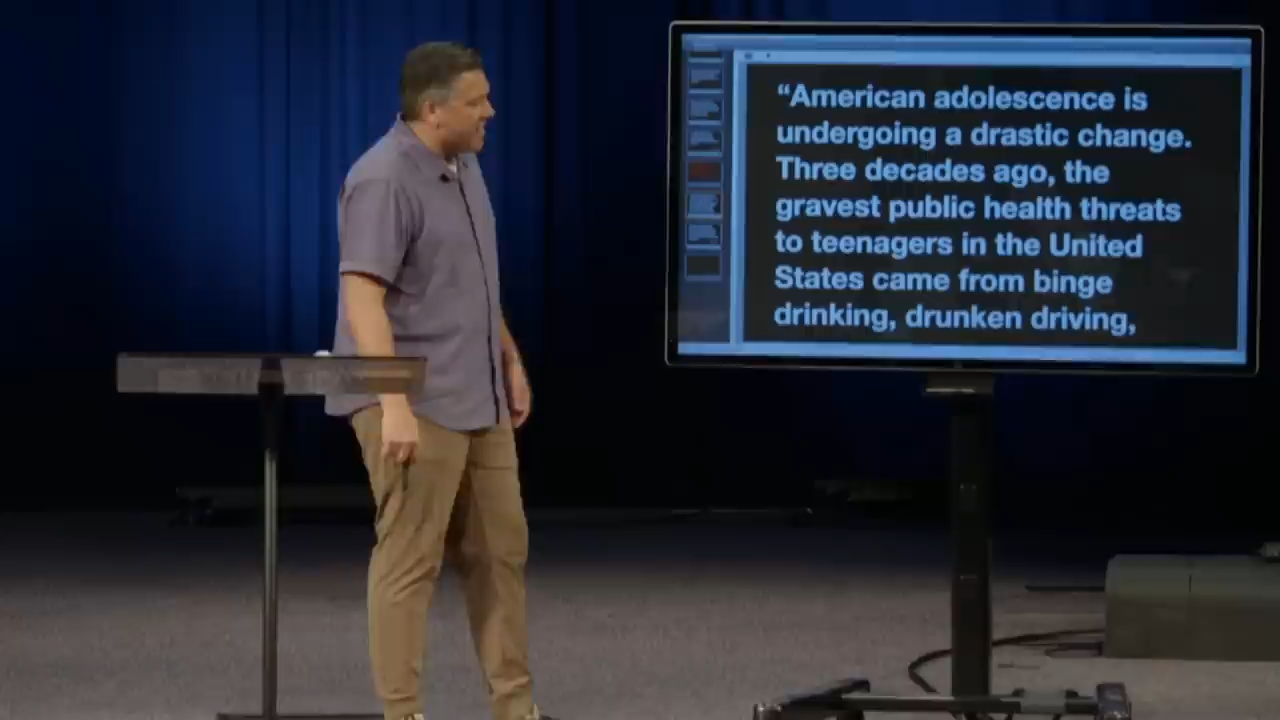 “American adolescence is
undergoing a drastic change.
Three decades ago, the
gravest public health threats
to teenagers in the United
States came from binge
drinking, drunken driving,